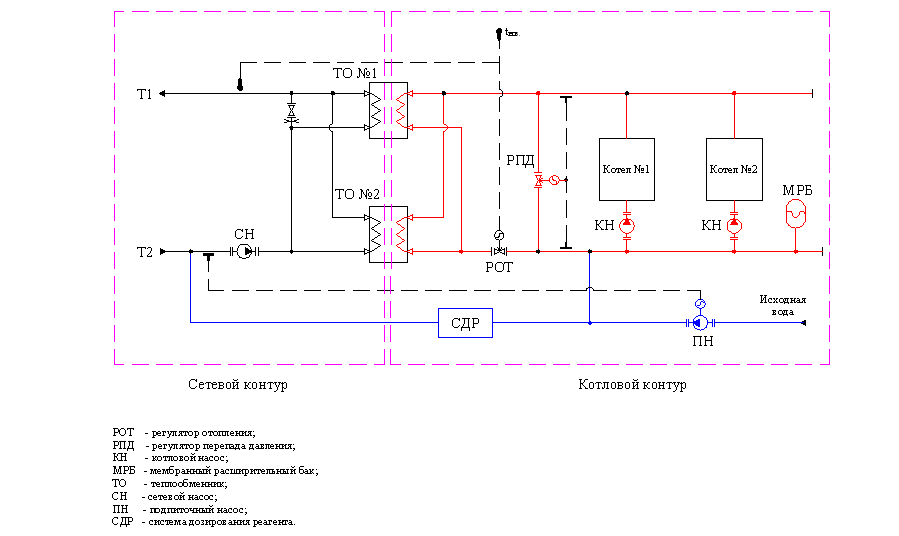 tнв.
ТО №1
Т1
РПД
Котел №1
Котел №2
МРБ
ТО №2
КН
КН
СН
Т2
РОТ
Исходная
вода
СДР
ПН
Сетевой контур
Котловой контур
РОТ - регулятор отопления;
РПД - регулятор перепада давления;
КН - котловой насос;
МРБ - мембранный расширительный бак;
ТО - теплообменник;
СН - сетевой насос;
ПН - подпиточный насос;
СДР - система дозирования реагента.